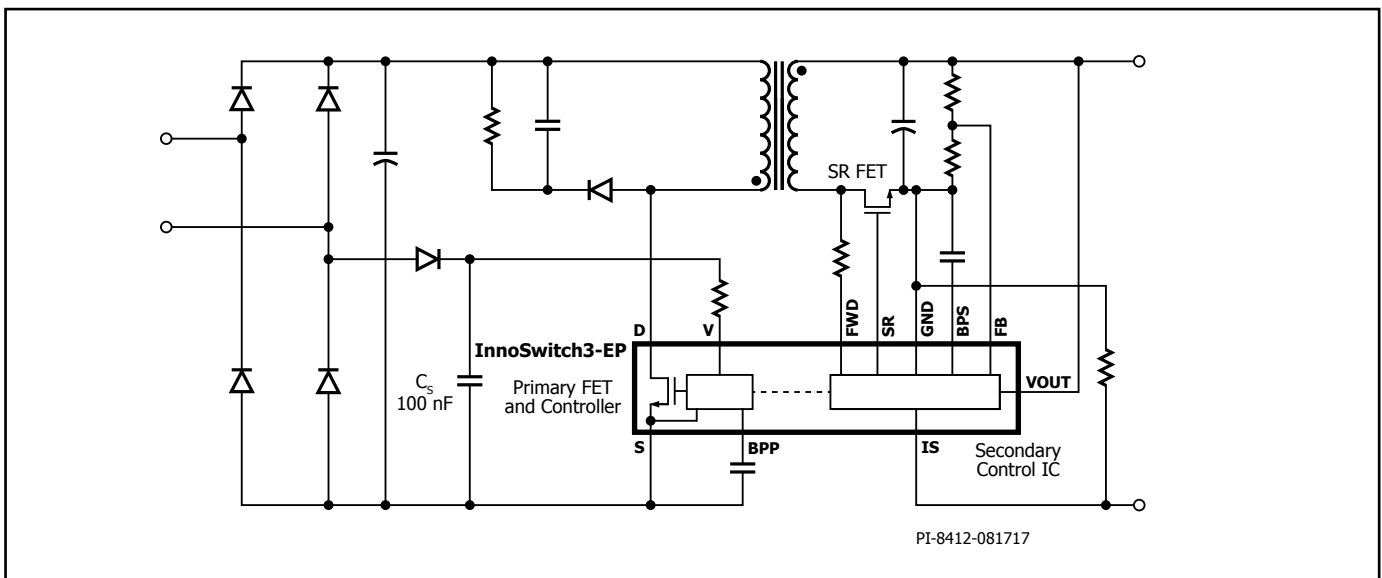 SR FET
FWD
SR
GND
BPS
FB
D
V
InnoSwitch3-EP
VOUT
C_S
100 nF
Primary FET
and Controller
S
BPP
IS
Secondary
Control IC
PI-8412-081717